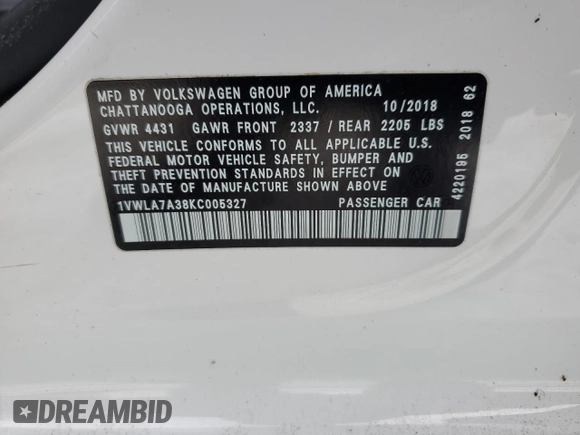 MFD BY VOLKSWAGEN GROUP OF AMERICA
CHATTANOOGA OPERATIONS, LLC. 10/2018
GVWR 4431 GAWR FRONT 2337/REAR 2205 LBS
THIS VEHICLE CONFORMS TO ALL APPLICABLE U.S.
FEDERAL MOTOR VEHICLE SAFETY, BUMPER AND
THEFT PREVENTION STANDARDS IN EFFECT ON
THE DATE OF MANUFACTURE SHOWN ABOVE
1VWLA7A38KC005327 PASSENGER CAR
4220195 2018 62
DREAMBID